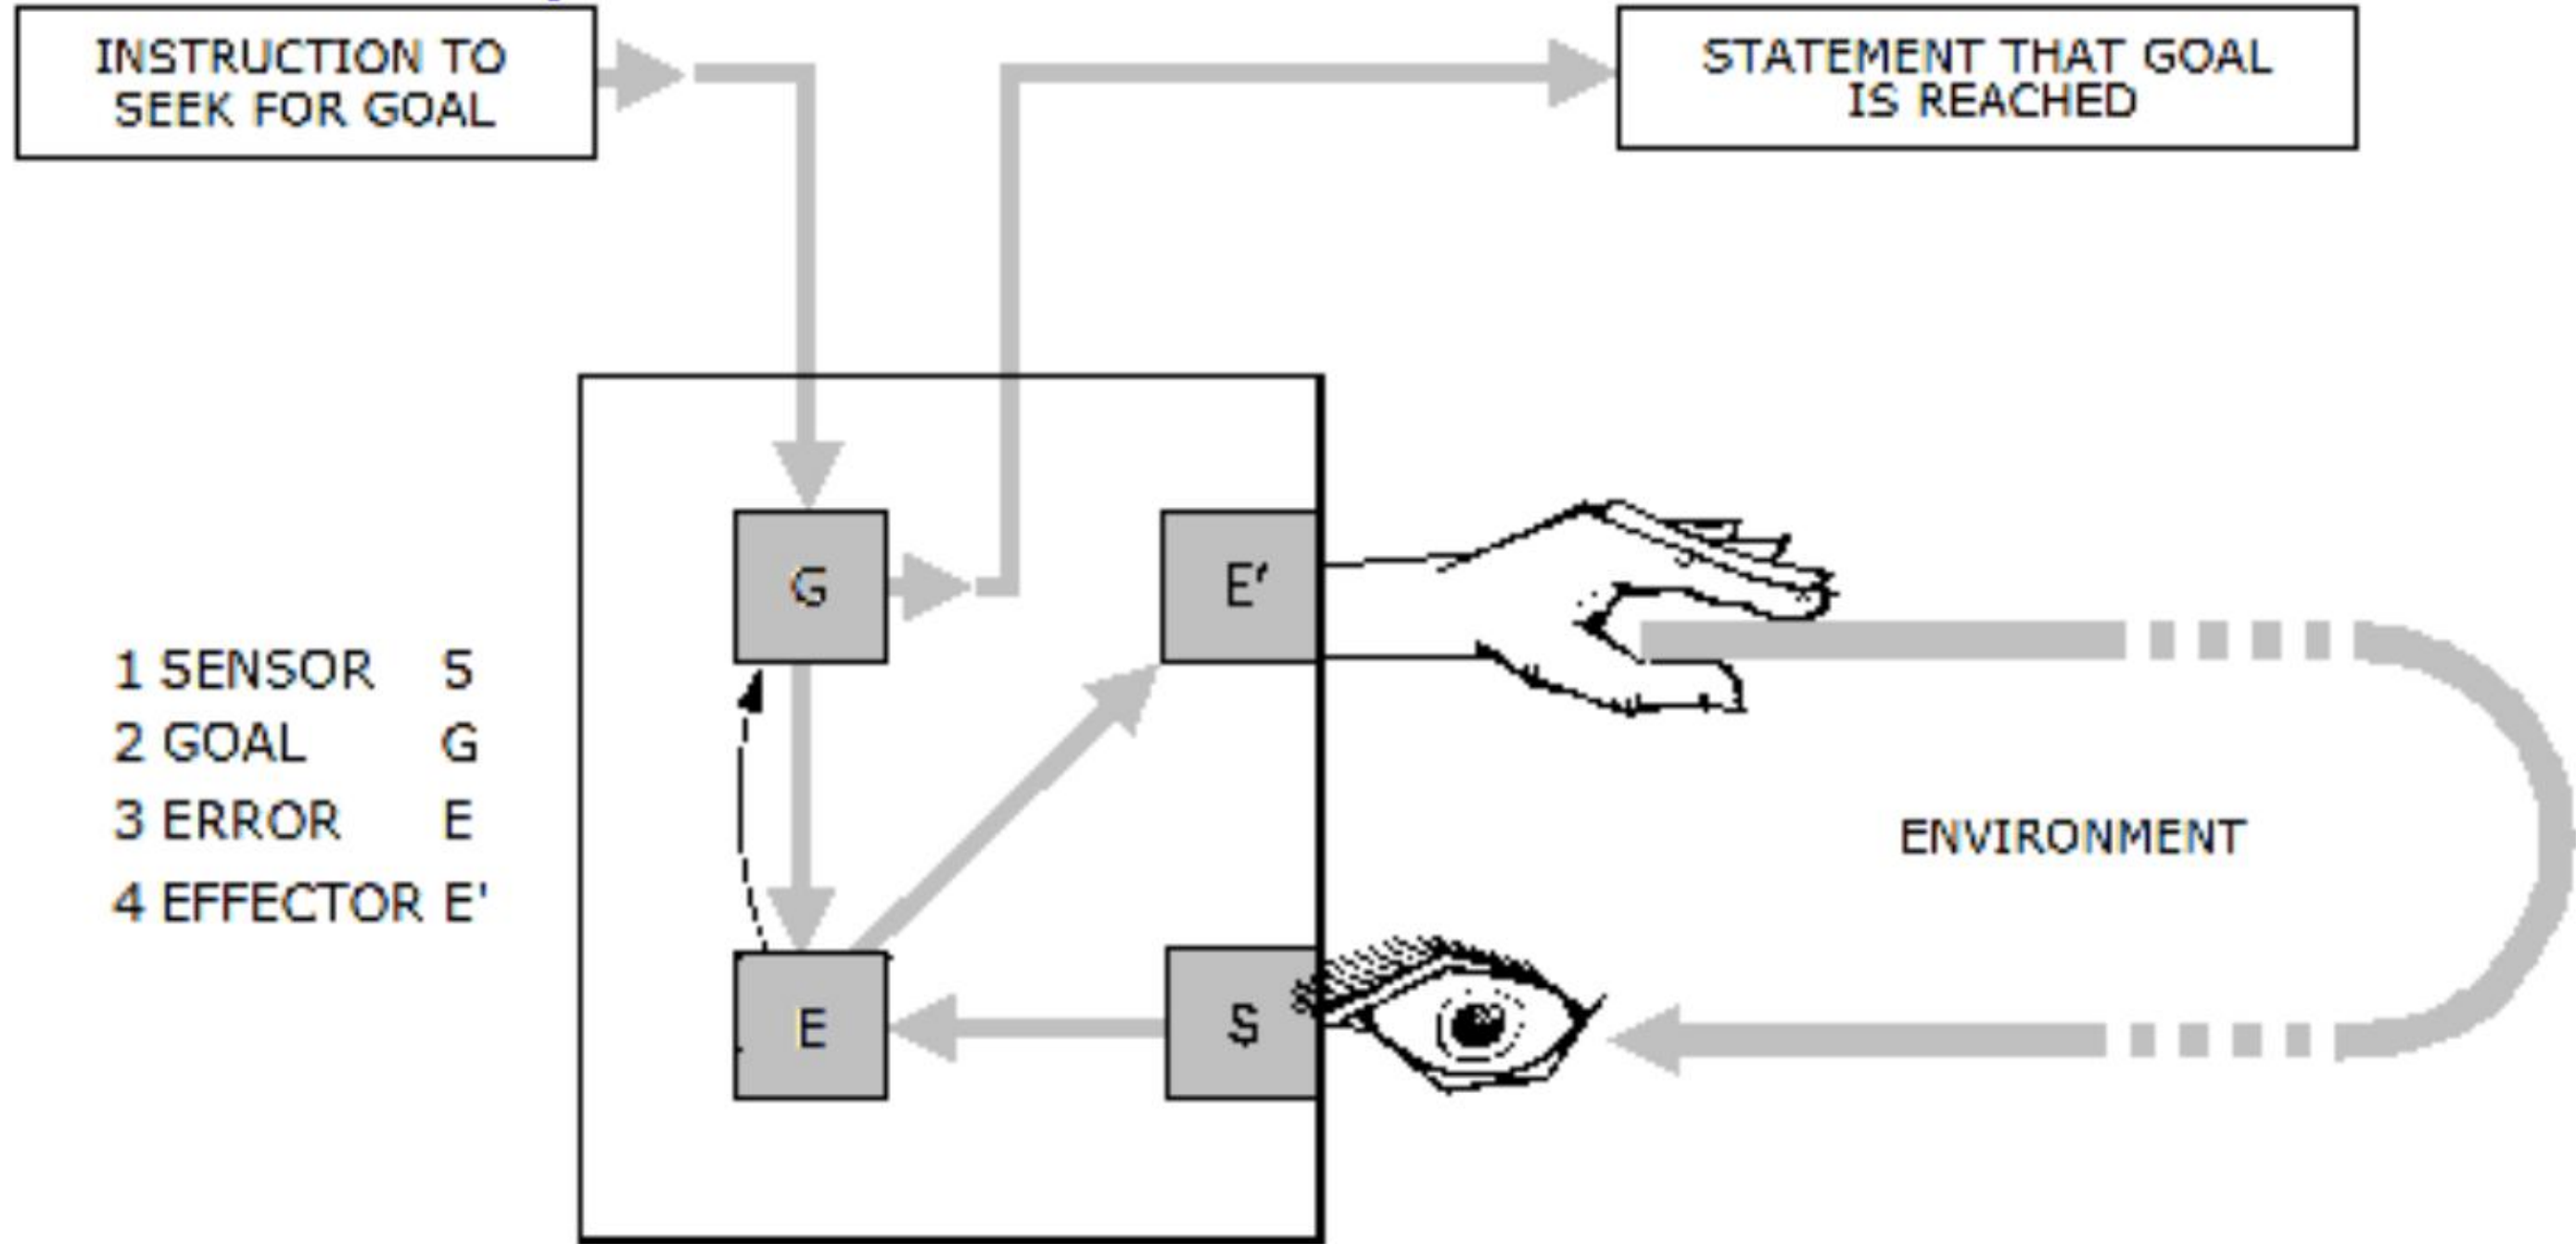 INSTRUCTION TO
SEEK FOR GOAL
STATEMENT THAT GOAL
IS REACHED
G
E'
1 SENSOR S
2 GOAL G
3 ERROR E
4 EFFECTOR E'
ENVIRONMENT
E
S